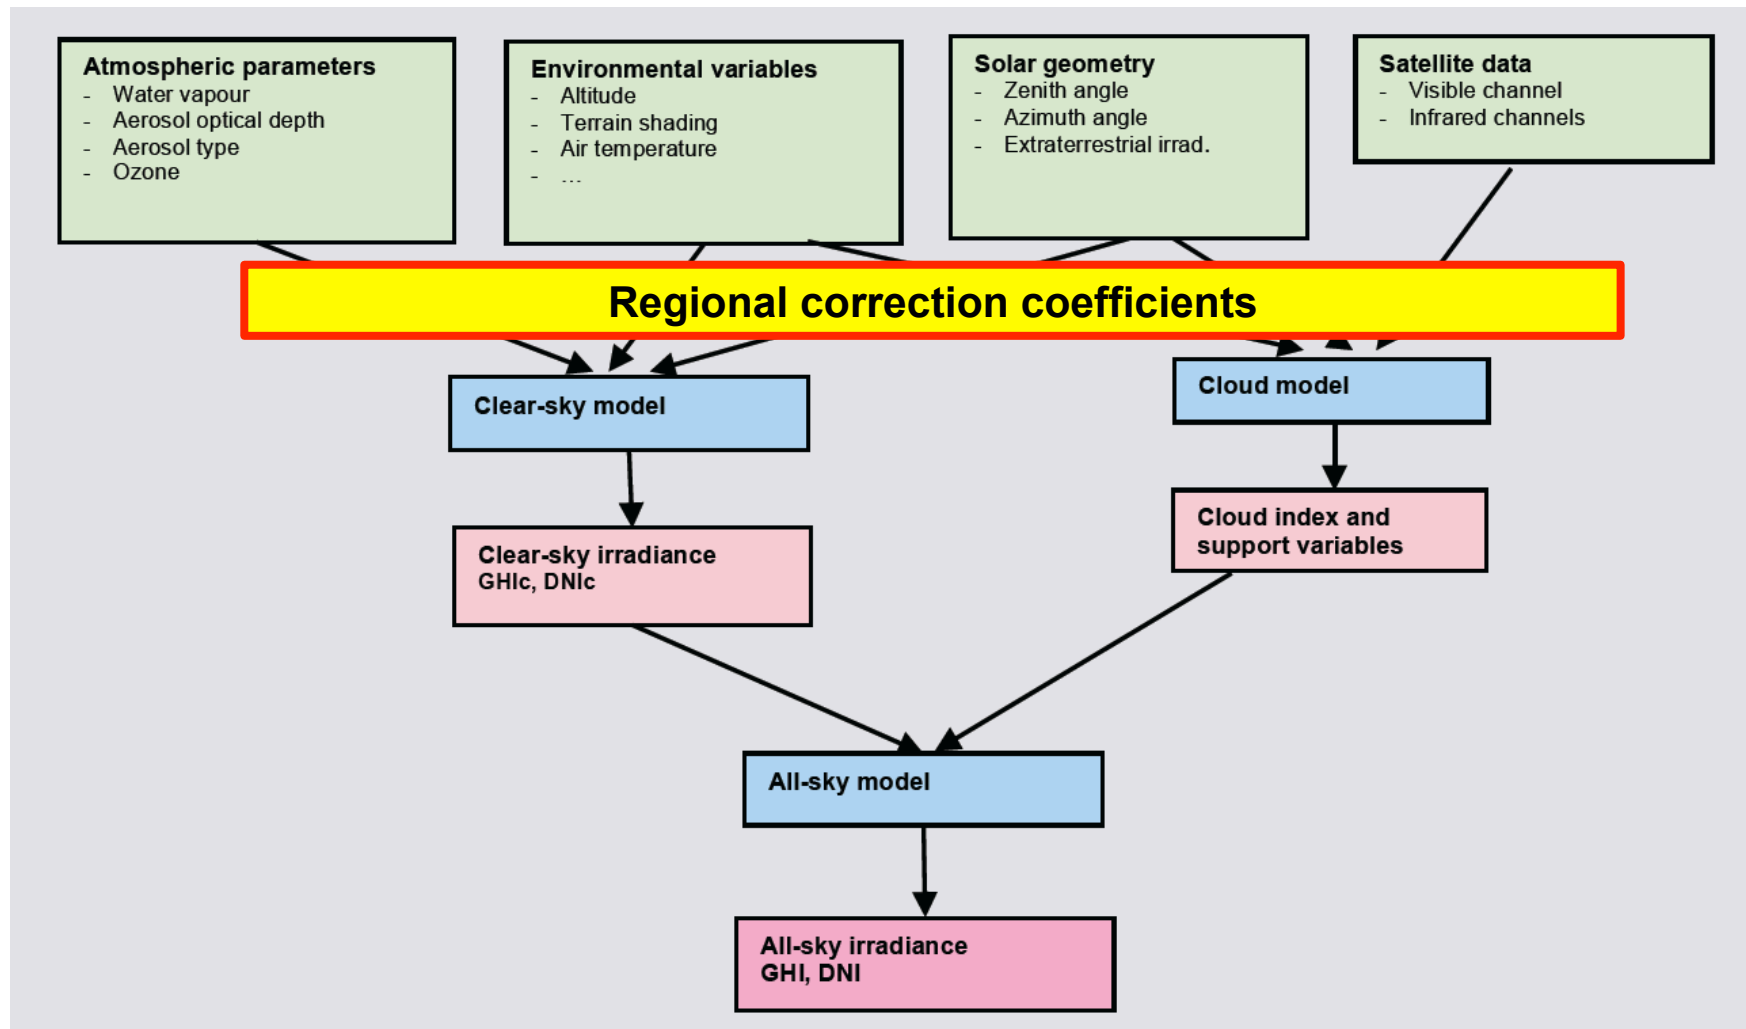 Atmospheric parameters
- Water vapour
- Aerosol optical depth
- Aerosol type
- Ozone
Environmental variables
- Altitude
- Terrain shading
- Air temperature
- ...
Solar geometry
- Zenith angle
- Azimuth angle
- Extraterrestrial irrad.
Satellite data
- Visible channel
- Infrared channels
Regional correction coefficients
Clear-sky model
Cloud model
Clear-sky irradiance
GHIc, DNIc
Cloud index and
support variables
All-sky model
All-sky irradiance
GHI, DNI